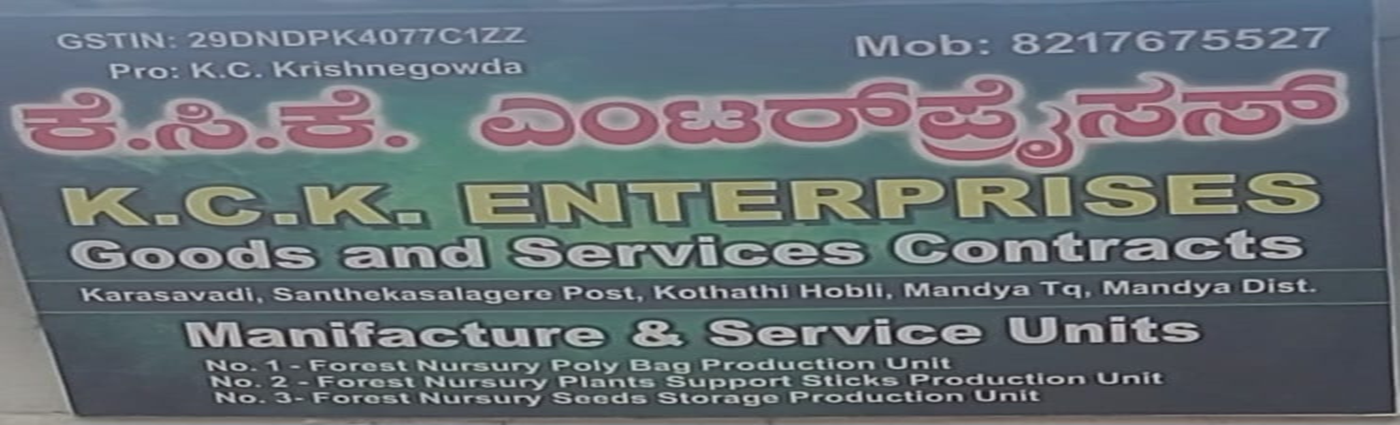 GSTIN: 29DNDPK4077C1ZZ
Mob: 8217675527
Pro: K.C. Krishnegowda
ಕೆ.ಸಿ.ಕೆ. ಎಂಟರ್‌ಪ್ರೈಸಸ್
K.C.K. ENTERPRISES
Goods and Services Contracts
Karasavadi, Santhekasalagere Post, Kothathi Hobli, Mandya Tq, Mandya Dist.
Manifacture & Service Units
No. 1 - Forest Nursury Poly Bag Production Unit
No. 2 - Forest Nursury Plants Support Sticks Production Unit
No. 3- Forest Nursury Seeds Storage Production Unit